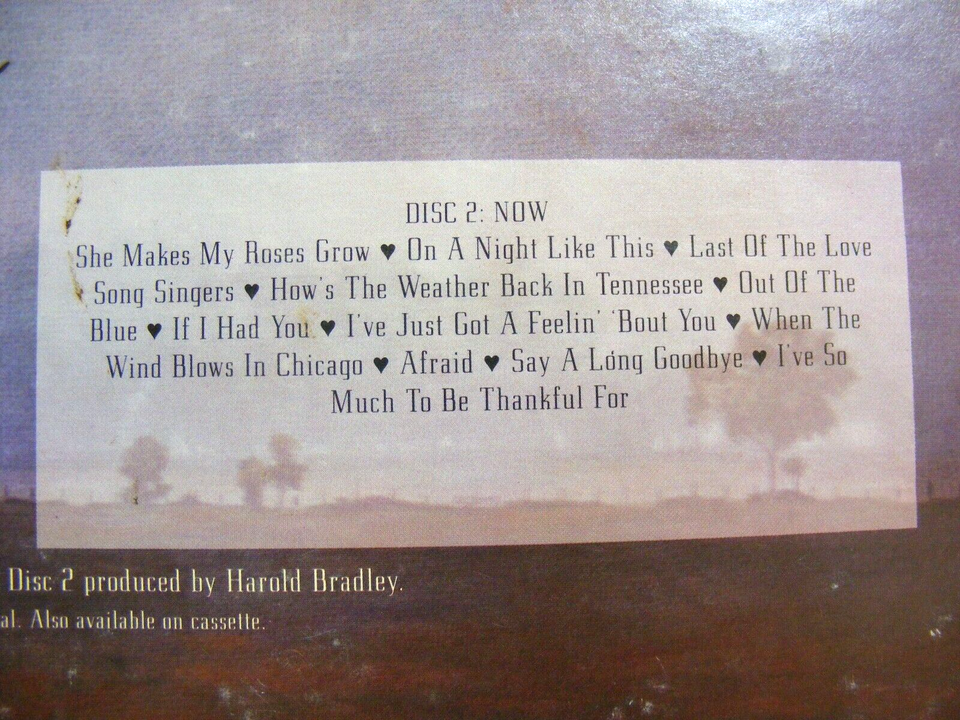 DISC 2: NOW
She Makes My Roses Grow ♥ On A Night Like This ♥ Last Of The Love
Song Singers ♥ How's The Weather Back In Tennessee ♥ Out Of The
Blue ♥ If I Had You ♥ I've Just Got A Feelin' 'Bout You ♥ When The
Wind Blows In Chicago ♥ Afraid ♥ Say A Long Goodbye ♥ I've So
Much To Be Thankful For
Disc 2 produced by Harold Bradley.
al. Also available on cassette.